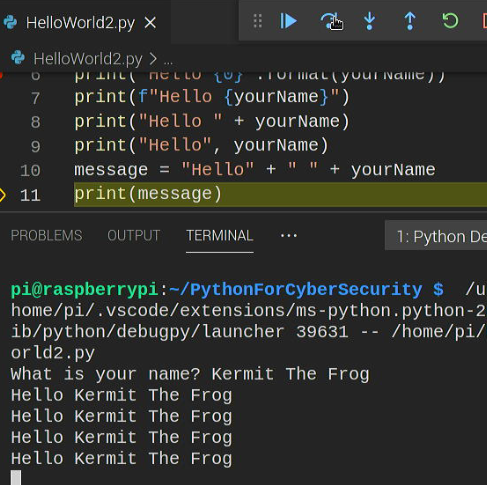 HelloWorld2.py
HelloWorld2.py > ...
6 print("Hello {0}".format(yourName))
7 print(f"Hello {yourName}")
8 print("Hello " + yourName)
9 print("Hello", yourName)
10 message = "Hello" + " " + yourName
11 print(message)
PROBLEMS OUTPUT TERMINAL ... 1: Python De
pi@raspberrypi:~/PythonForCyberSecurity $ /u
home/pi/.vscode/extensions/ms-python.python-2
ib/python/debugpy/launcher 39631 -- /home/pi/
orld2.py
What is your name? Kermit The Frog
Hello Kermit The Frog
Hello Kermit The Frog
Hello Kermit The Frog
Hello Kermit The Frog